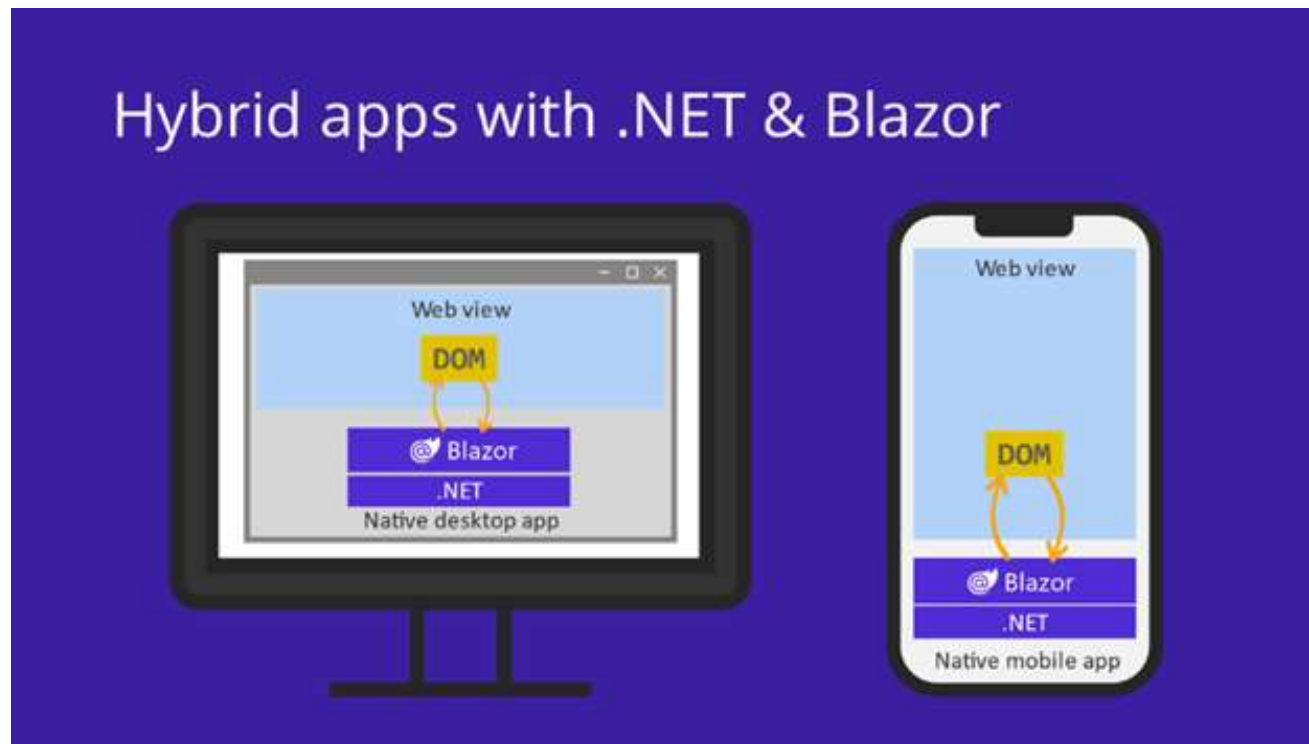 Hybrid apps with .NET & Blazor
Web view
DOM
Blazor
.NET
Native desktop app
Web view
DOM
Blazor
.NET
Native mobile app